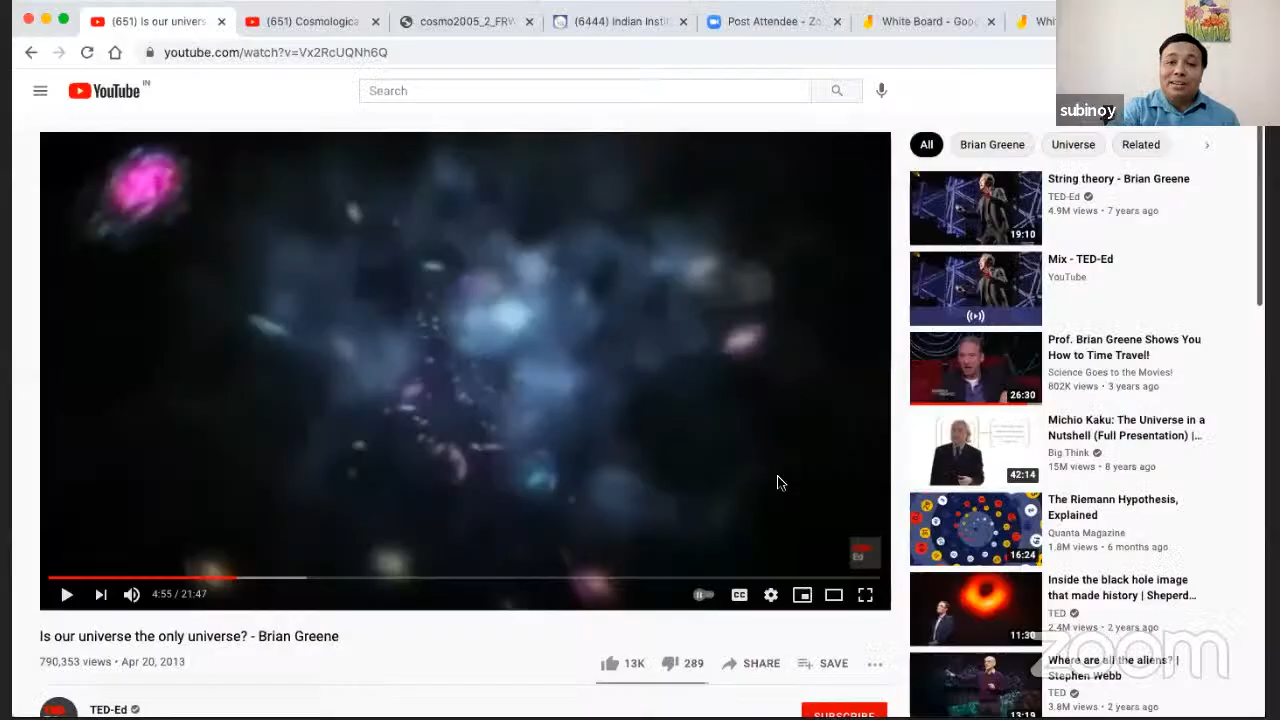 (651) Is our univers
(651) Cosmologica
cosmo2005_2_FRW
(6444) Indian Instit
Post Attendee - Zo
White Board - Goo
Whi
youtube.com/watch?v=Vx2RcUQNh6Q
YouTube IN
Search
subinoy
All
Brian Greene
Universe
Related
String theory - Brian Greene
TED-Ed
4.9M views • 7 years ago
19:10
Mix - TED-Ed
YouTube
Prof. Brian Greene Shows You
How to Time Travel!
Science Goes to the Movies!
802K views • 3 years ago
26:30
Michio Kaku: The Universe in a
Nutshell (Full Presentation) |...
Big Think
15M views • 8 years ago
42:14
The Riemann Hypothesis,
Explained
Quanta Magazine
1.8M views • 6 months ago
16:24
Inside the black hole image
that made history | Sheperd...
TED
2.4M views • 2 years ago
11:30
Where are all the aliens? |
Stephen Webb
TED
3.8M views • 2 years ago
13:19
zoom
Ed
4:55 / 21:47
CC
Is our universe the only universe? - Brian Greene
790,353 views • Apr 20, 2013
13K
289
SHARE
SAVE
TED-Ed
SUBSCRIBE